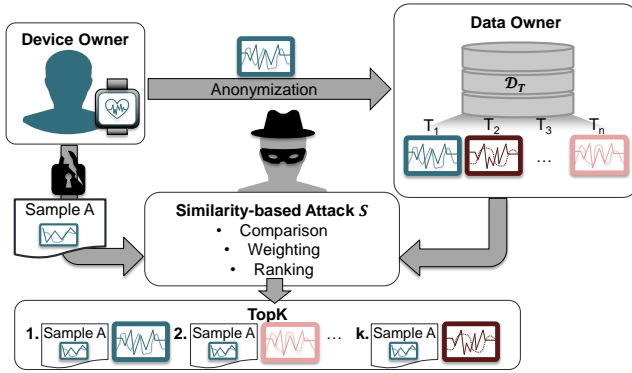 Device Owner
Data Owner
Anonymization
𝒟_T
T_1 T_2 T_3 T_n
…
Sample A
Similarity-based Attack S
• Comparison
• Weighting
• Ranking
TopK
1. Sample A 2. Sample A … k. Sample A